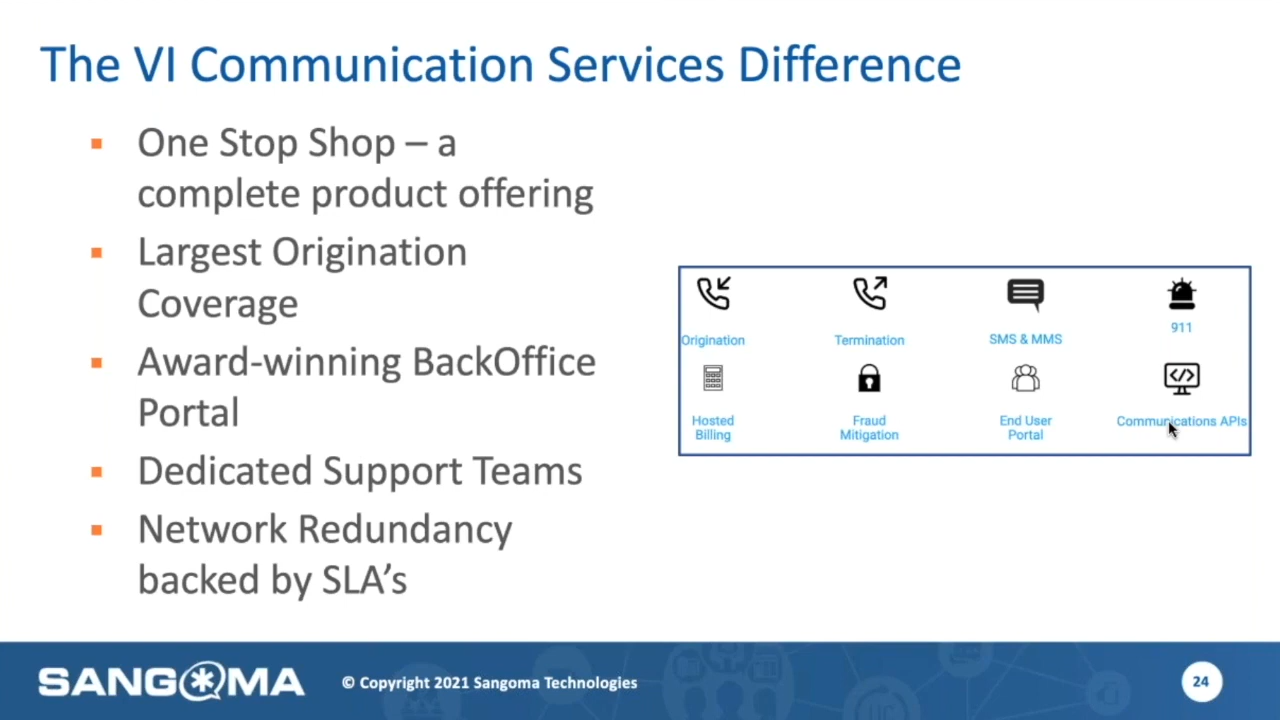 The VI Communication Services Difference
One Stop Shop – a
complete product offering
Largest Origination
Coverage
Award-winning BackOffice
Portal
Dedicated Support Teams
Network Redundancy
backed by SLA’s
Origination
Termination
SMS & MMS
911
Hosted
Billing
Fraud
Mitigation
End User
Portal
Communications APIs
SANGOMA
© Copyright 2021 Sangoma Technologies
UC
24